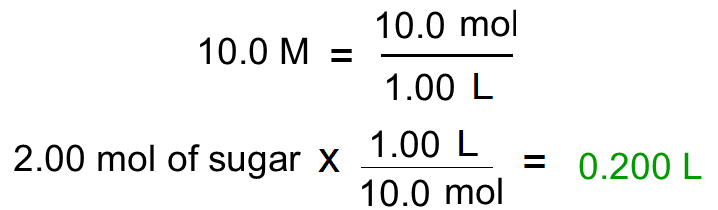 10.0 M = 10.0 mol / 1.00 L
2.00 mol of sugar x 1.00 L / 10.0 mol = 0.200 L